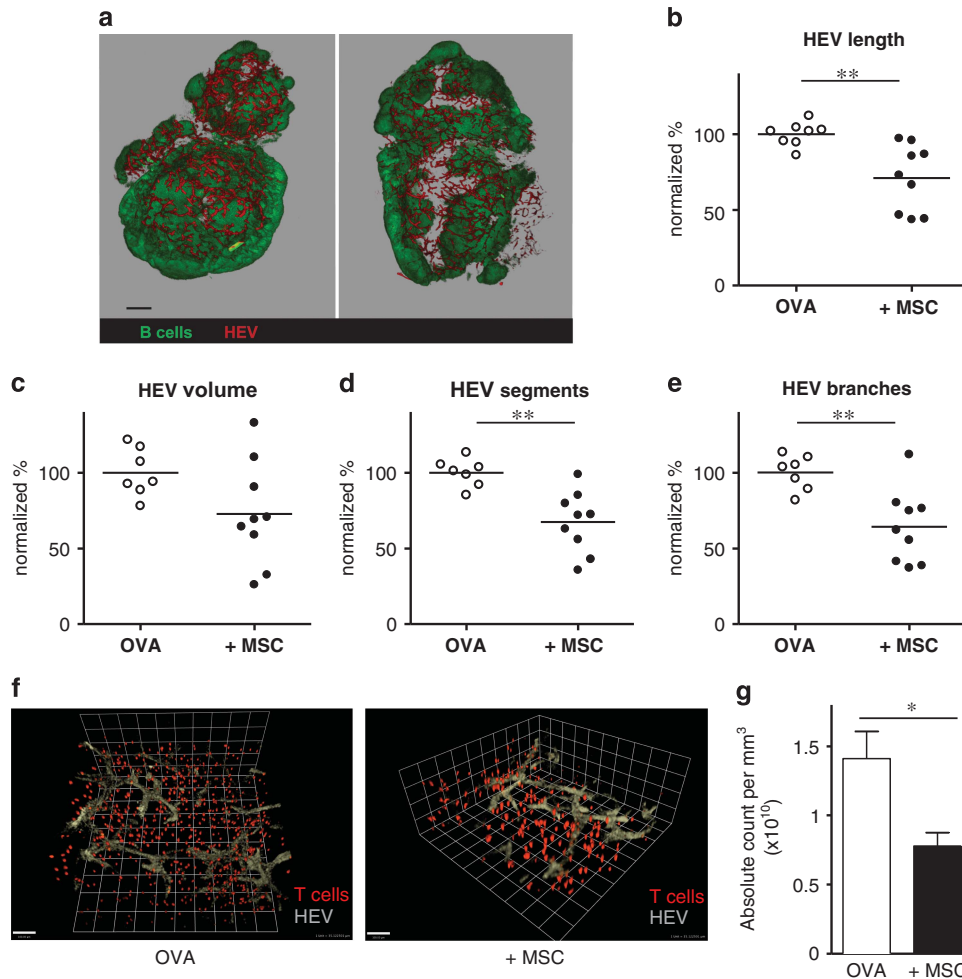 a
B cells HEV
b
HEV length
**
normalized %
100
50
0
OVA + MSC
c
HEV volume
normalized %
100
50
0
OVA + MSC
d
HEV segments
**
normalized %
100
50
0
OVA + MSC
e
HEV branches
**
normalized %
100
50
0
OVA + MSC
f
T cells
HEV
OVA
T cells
HEV
+ MSC
g
*
Absolute count per mm³
(x10¹⁰)
1.5
1
0.5
0
OVA + MSC